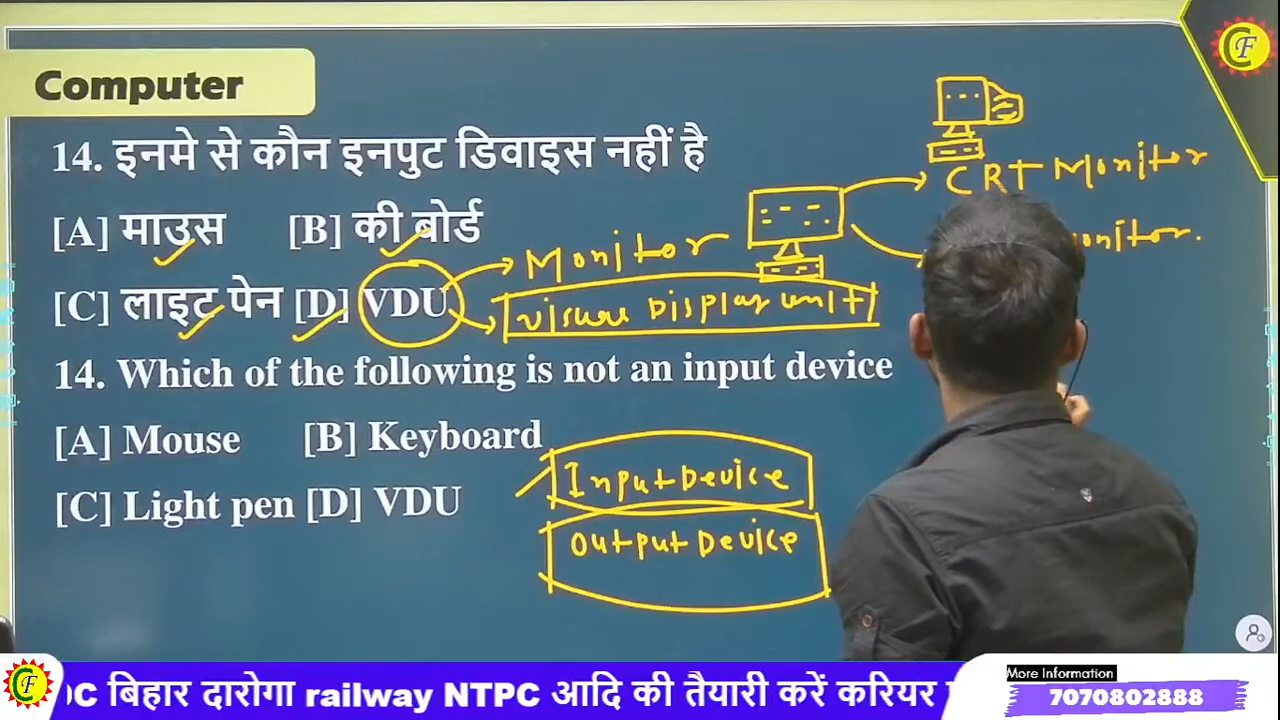 Computer
14. इनमे से कौन इनपुट डिवाइस नहीं है
[A] माउस [B] की बोर्ड
[C] लाइट पेन [D] VDU
CRT Monitor
onitor.
Monitor
Display unit
14. Which of the following is not an input device
[A] Mouse [B] Keyboard
[C] Light pen [D] VDU
Input Device
Output Device
बिहार दारोगा railway NTPC आदि की तैयारी करें करियर
More Information
7070802888